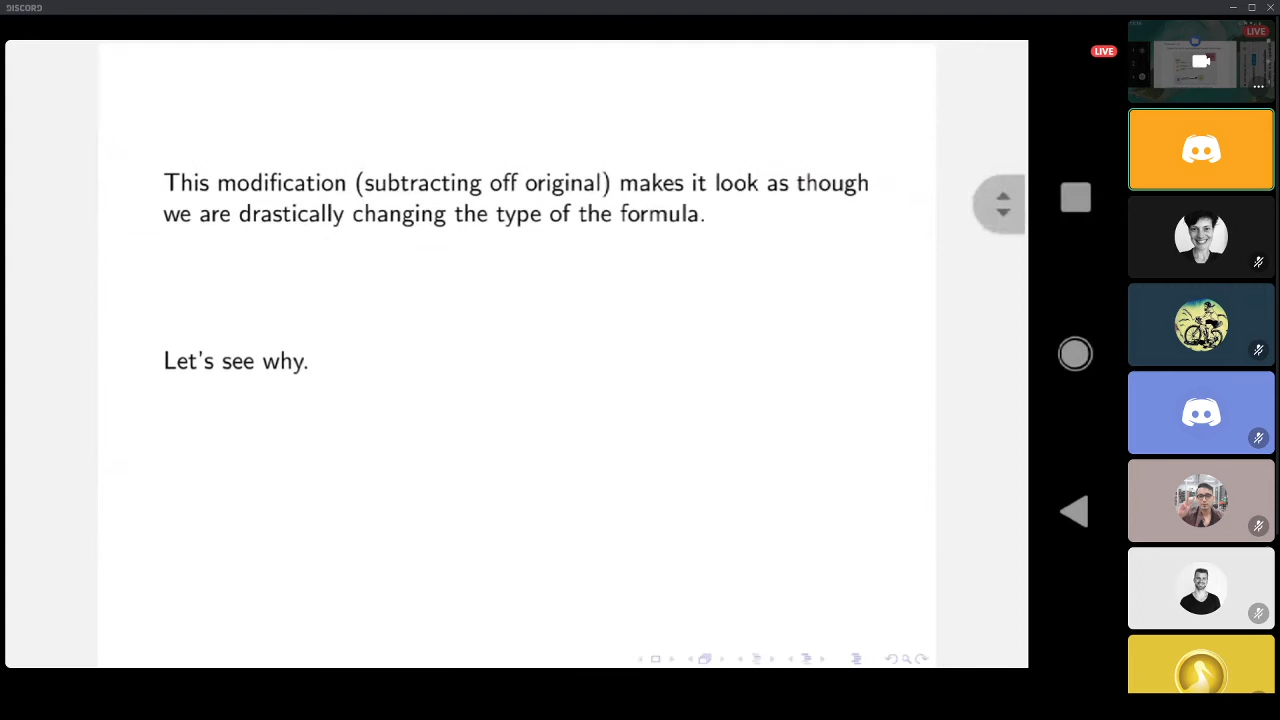 DISCORD
LIVE
LIVE
This modification (subtracting off original) makes it look as though
we are drastically changing the type of the formula.
Let's see why.